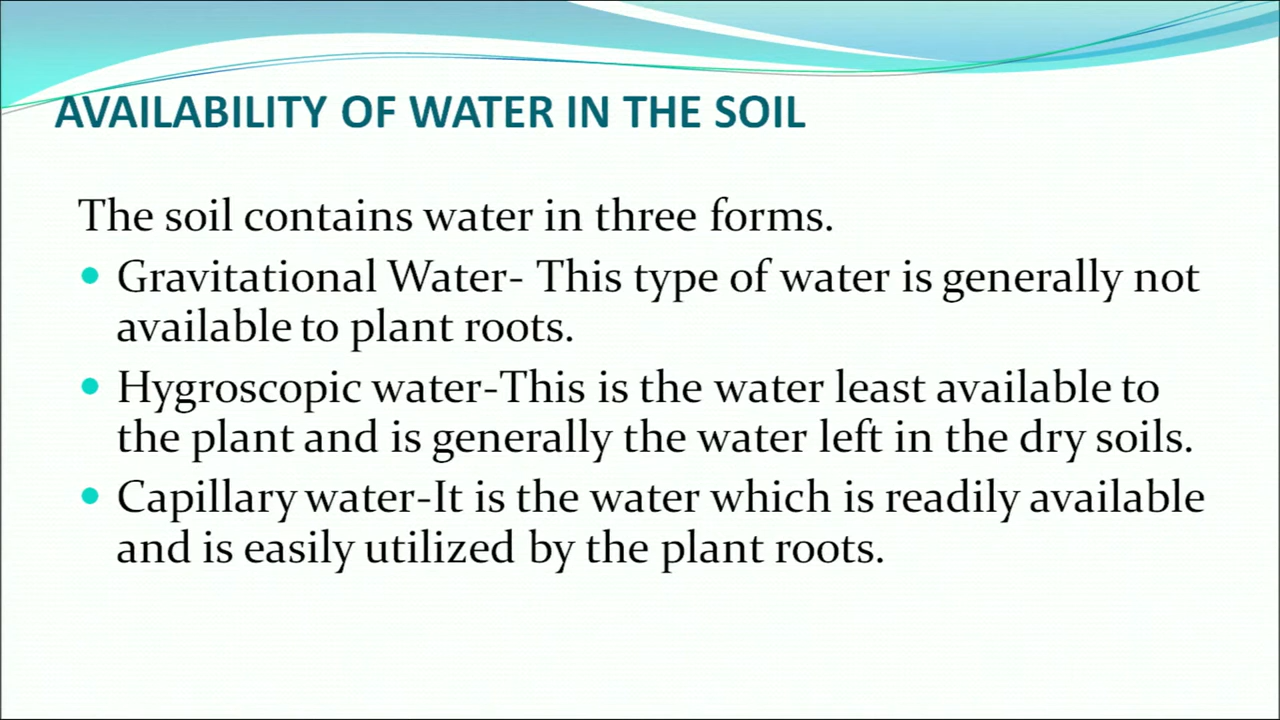 AVAILABILITY OF WATER IN THE SOIL
The soil contains water in three forms.
• Gravitational Water- This type of water is generally not
available to plant roots.
• Hygroscopic water-This is the water least available to
the plant and is generally the water left in the dry soils.
• Capillary water-It is the water which is readily available
and is easily utilized by the plant roots.